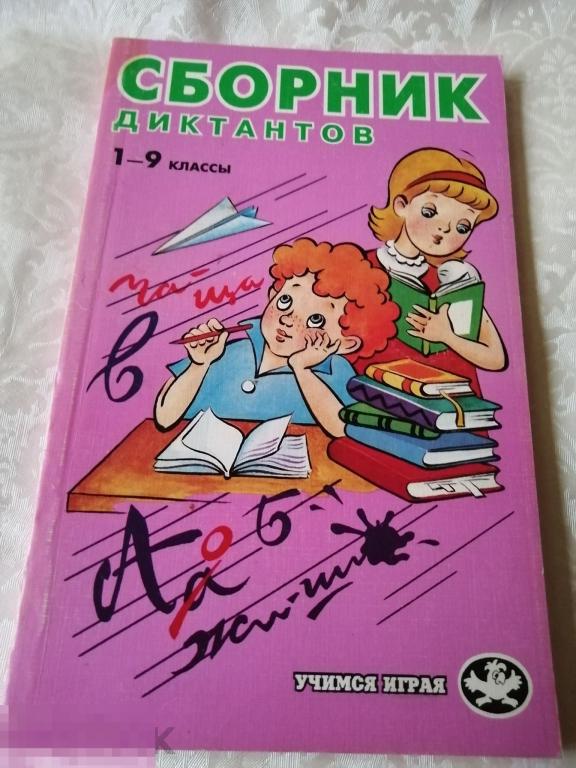 СБОРНИК
ДИКТАНТОВ
1–9 КЛАССЫ
ча-ща
в
А а о Б
жи-ши
УЧИМСЯ ИГРАЯ